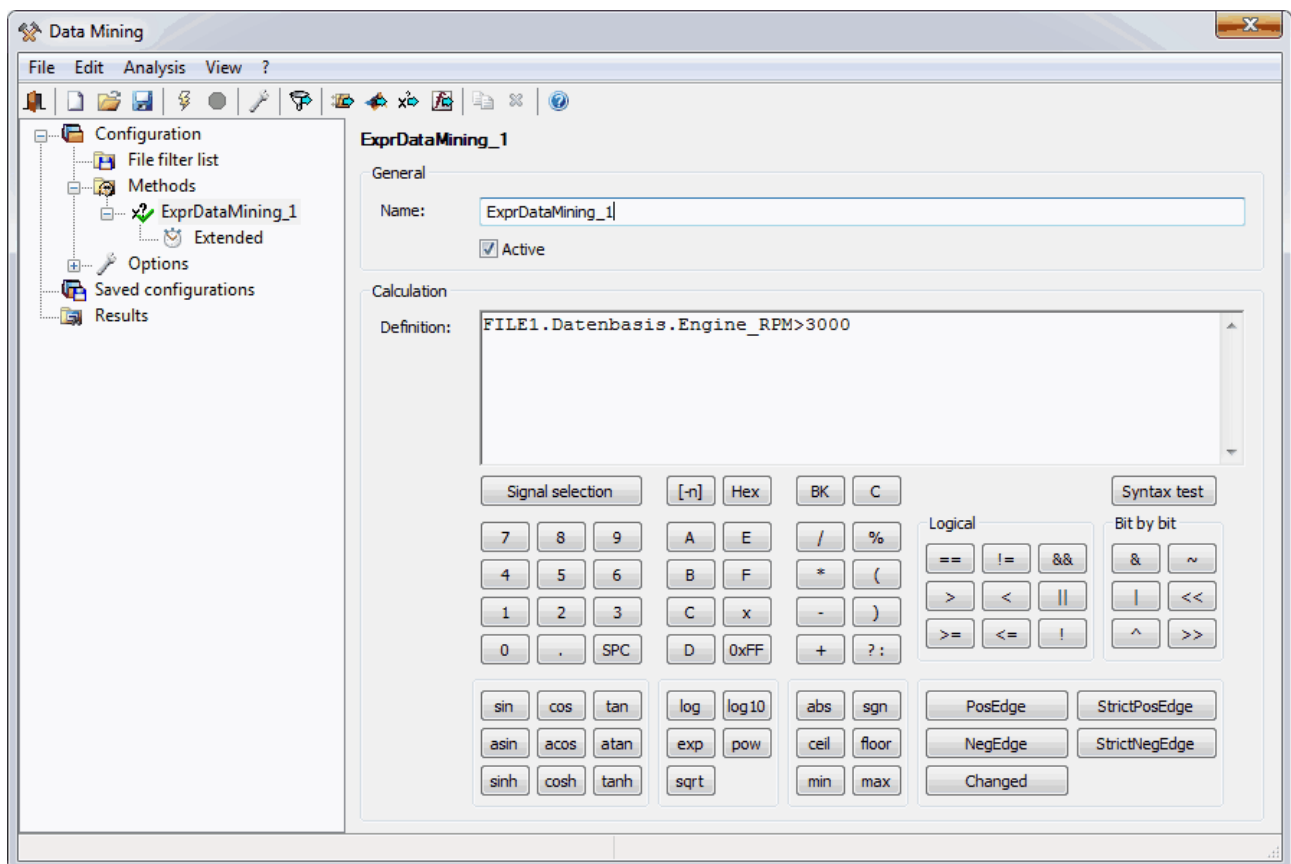 Data Mining
File Edit Analysis View ?
Configuration
File filter list
Methods
ExprDataMining_1
Extended
Options
Saved configurations
Results
ExprDataMining_1
General
Name: ExprDataMining_1
Active
Calculation
Definition: FILE1.Datenbasis.Engine_RPM>3000
Signal selection [-n] Hex BK C Syntax test
Logical Bit by bit
7 8 9 A E / %
== != && & ~
4 5 6 B F * (
> < || | <<
1 2 3 C x - )
>= <= ! ^ >>
0 . SPC D 0xFF + ? :
sin cos tan log log10 abs sgn PosEdge StrictPosEdge
asin acos atan exp pow ceil floor NegEdge StrictNegEdge
sinh cosh tanh sqrt min max Changed